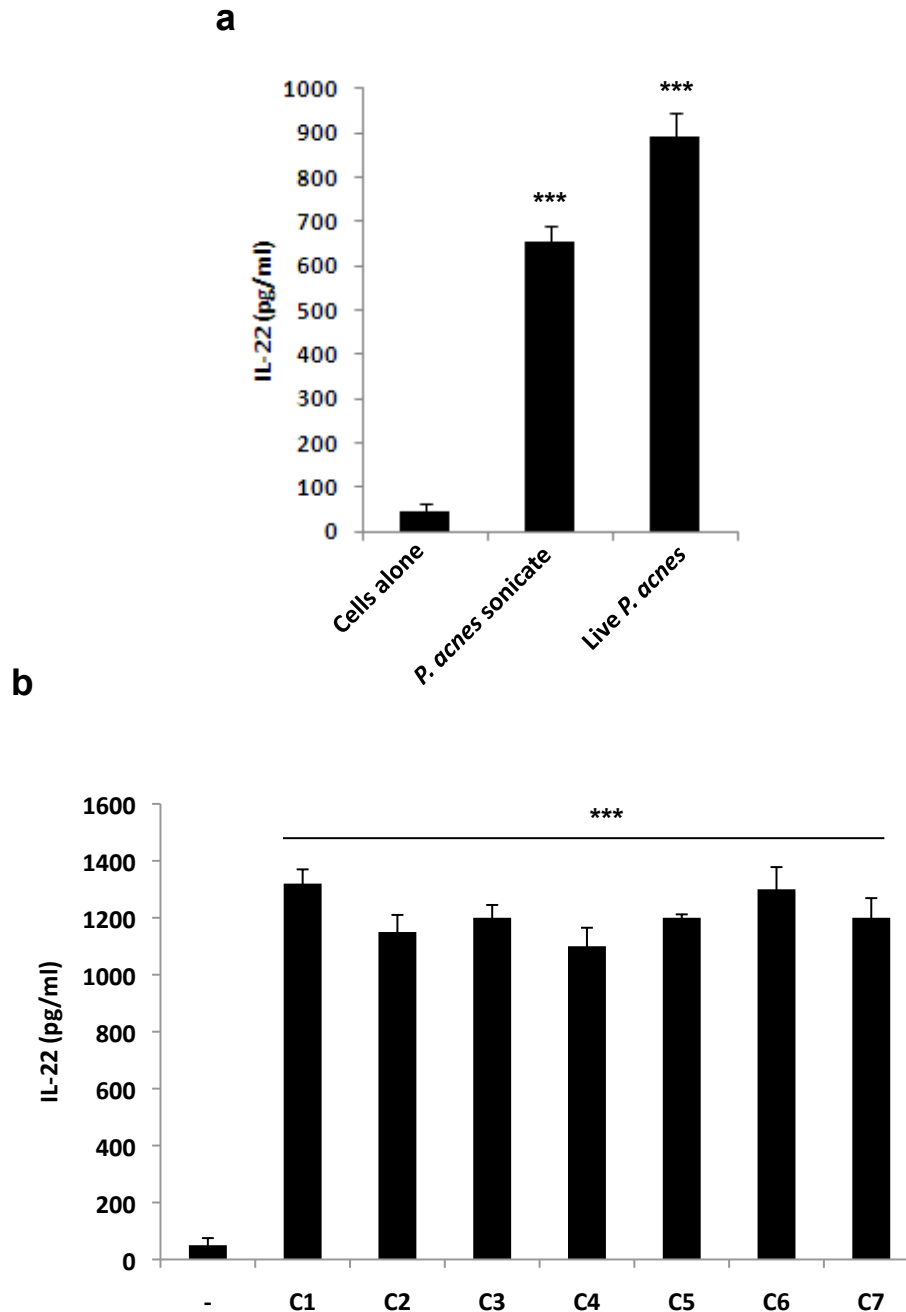 a
***
***
1000
900
800
700
600
500
400
300
200
100
0
IL-22 (pg/ml)
Cells alone
P. acnes sonicate
Live P. acnes
b
***
1600
1400
1200
1000
800
600
400
200
0
IL-22 (pg/ml)
- C1 C2 C3 C4 C5 C6 C7